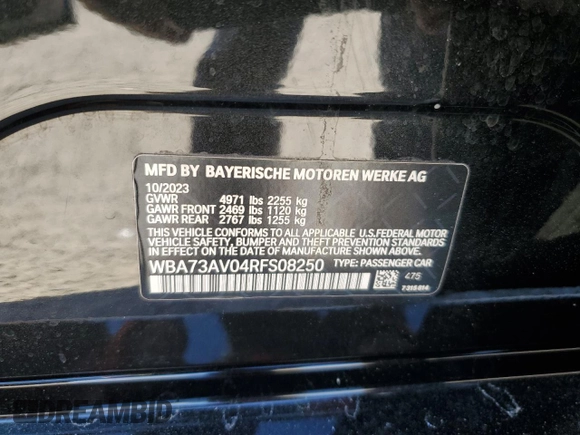 MFD BY BAYERISCHE MOTOREN WERKE AG
10/2023
GVWR 4971 lbs 2255 kg
GAWR FRONT 2469 lbs 1120 kg
GAWR REAR 2767 lbs 1255 kg
THIS VEHICLE CONFORMS TO ALL APPLICABLE U.S.FEDERAL MOTOR
VEHICLE SAFETY, BUMPER AND THEFT PREVENTION STANDARDS IN
EFFECT ON THE DATE OF MANUFACTURE SHOWN ABOVE.
WBA73AV04RFS08250 TYPE: PASSENGER CAR
475
7318414
DREAMBID